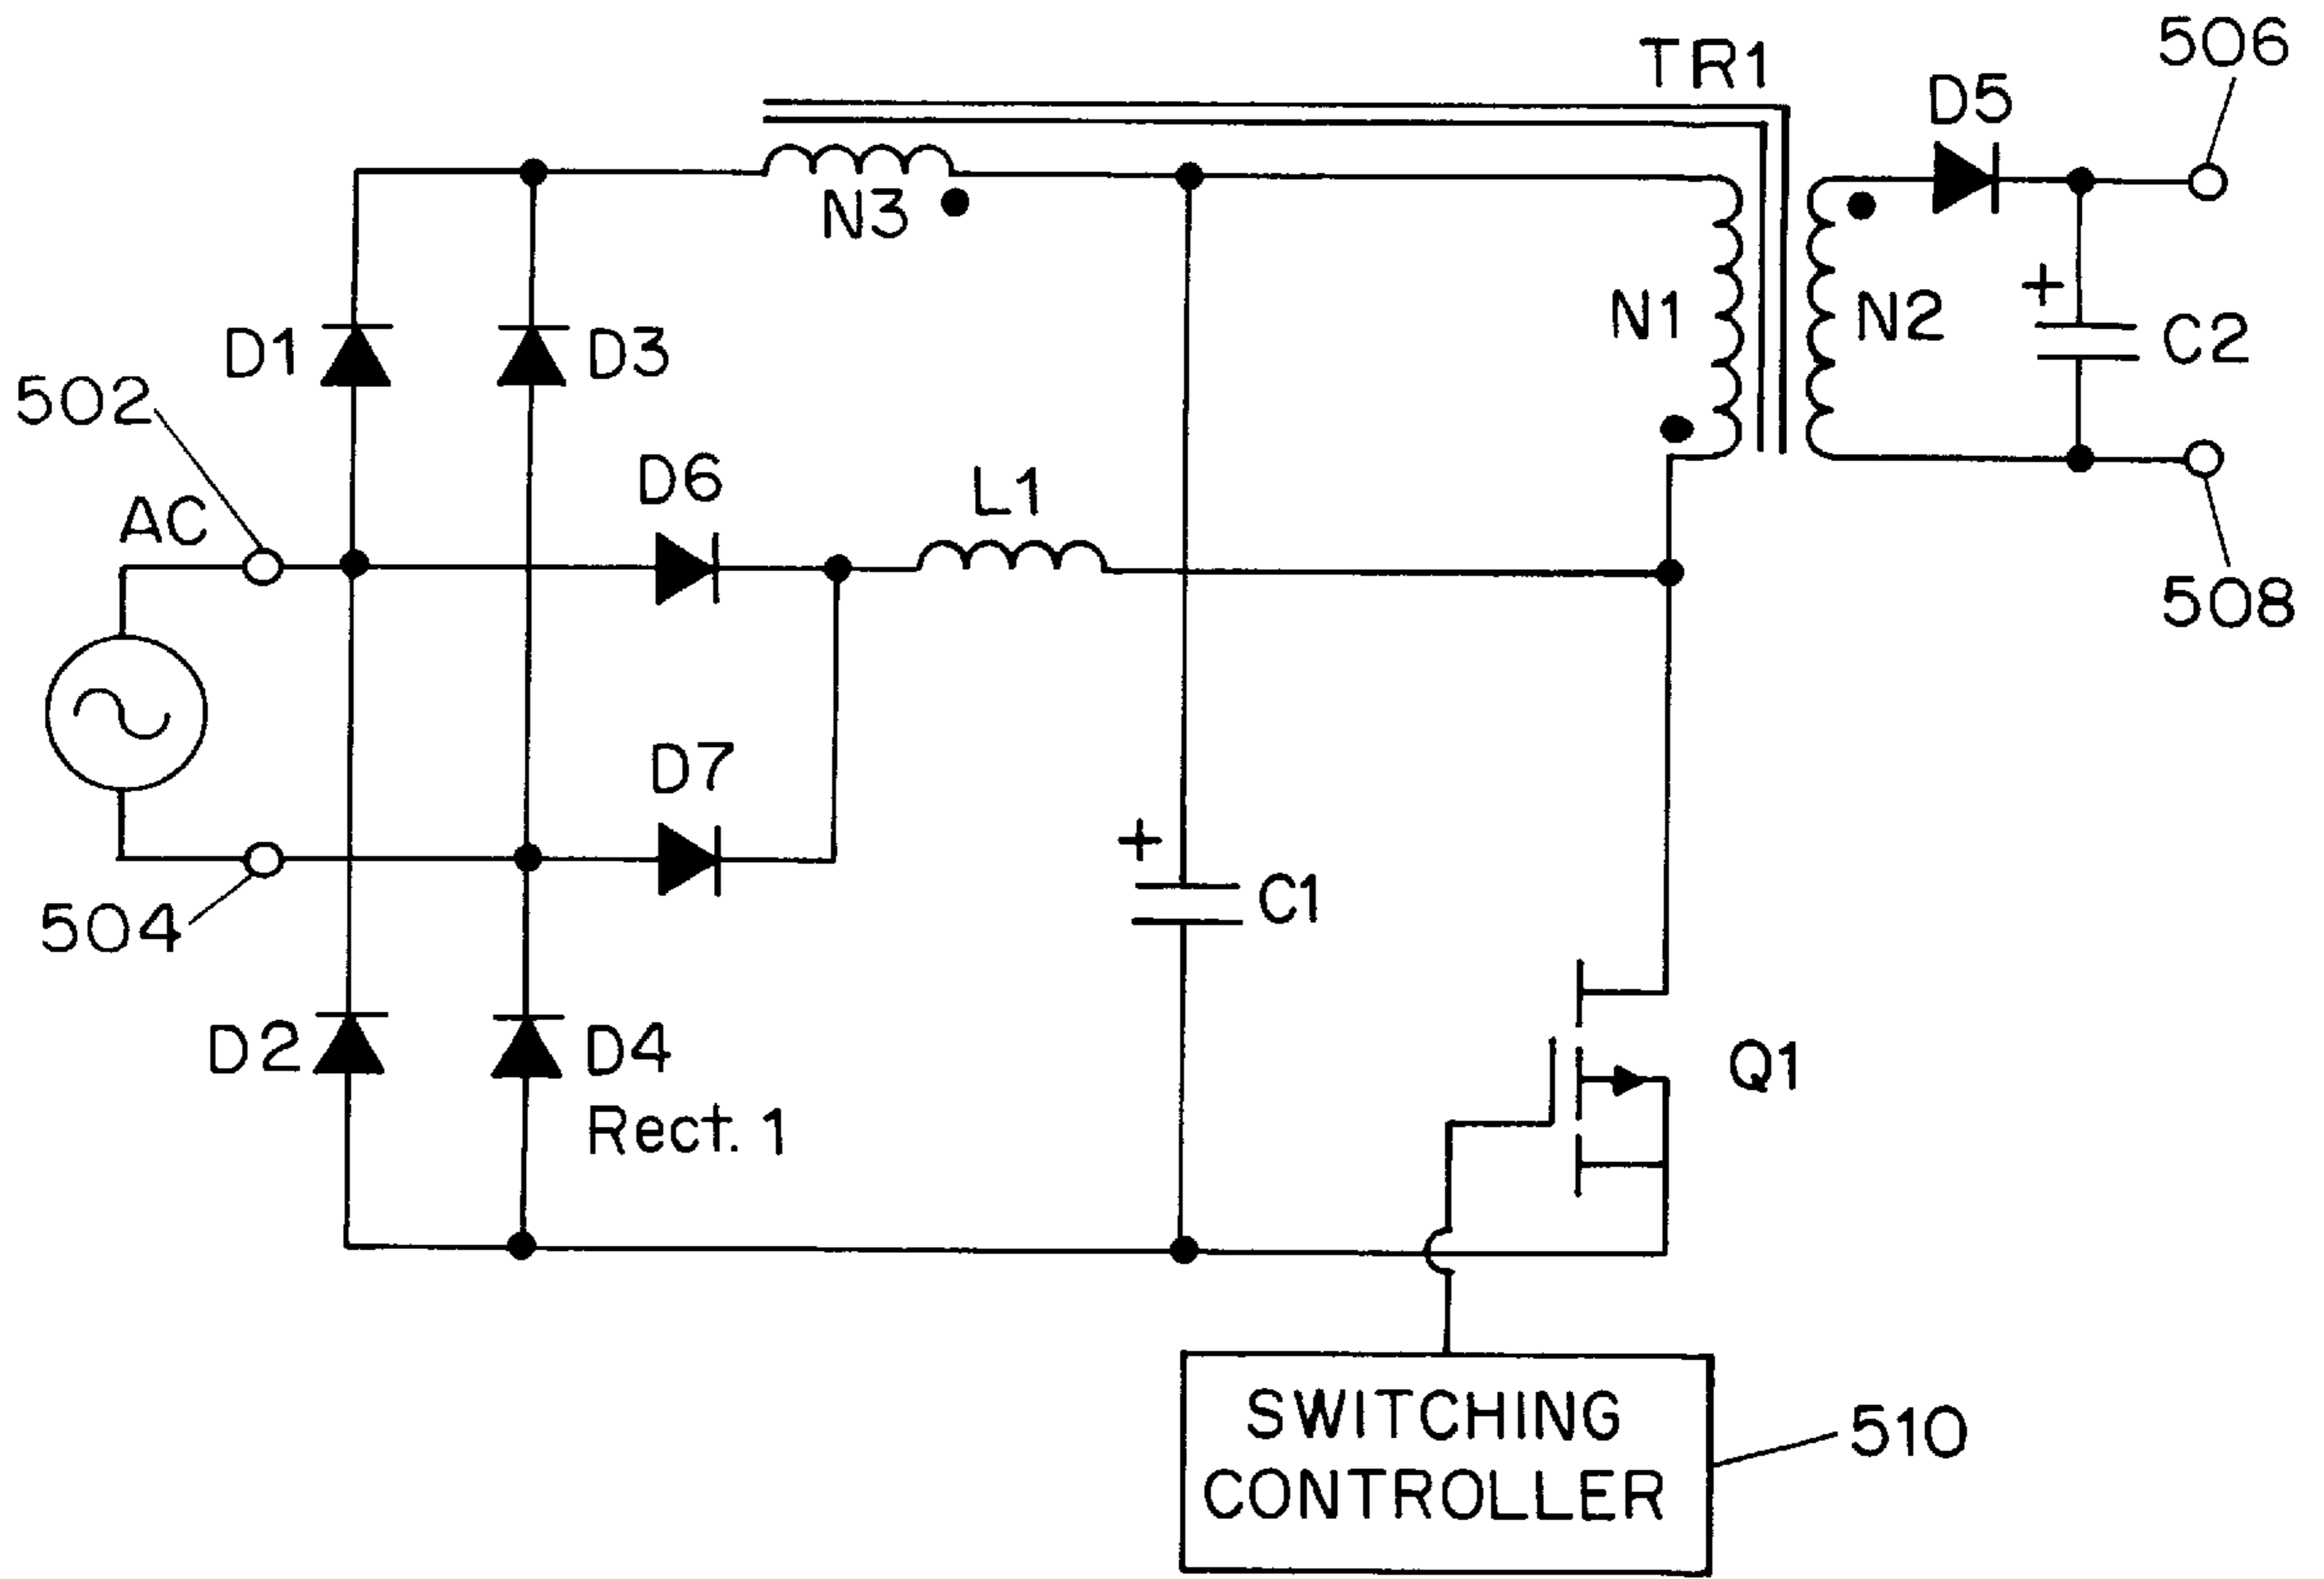 506
TR1
D5
N3
N1
N2
C2
D1
D3
502
D6
L1
AC
508
D7
+
+
C1
504
D2
D4
Q1
Rect. 1
SWITCHING
CONTROLLER
510